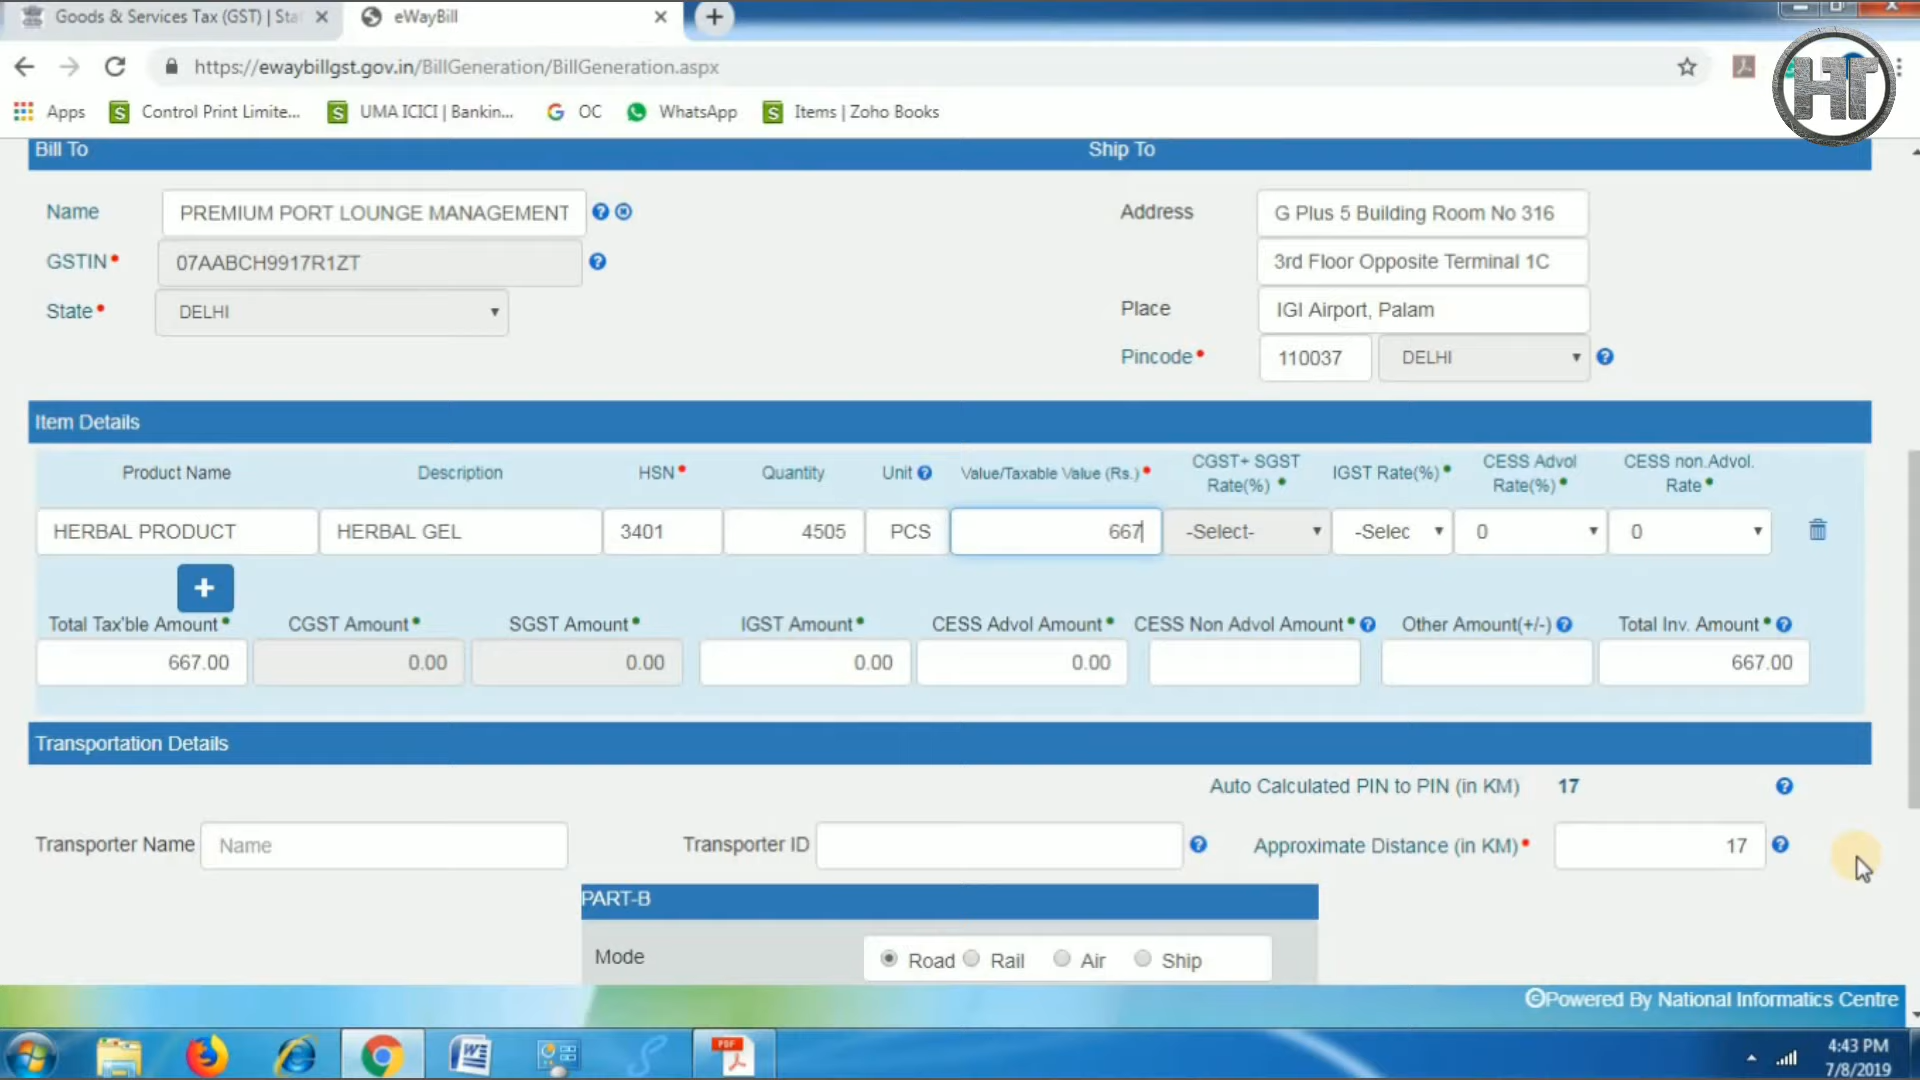 Goods & Services Tax (GST) | Sta
eWayBill
https://ewaybillgst.gov.in/BillGeneration/BillGeneration.aspx
HT
Apps
Control Print Limite...
UMA ICICI | Bankin...
OC
WhatsApp
Items | Zoho Books
Bill To
Ship To
Name
PREMIUM PORT LOUNGE MANAGEMENT
Address
G Plus 5 Building Room No 316
GSTIN
07AABCH9917R1ZT
3rd Floor Opposite Terminal 1C
State
DELHI
Place
IGI Airport, Palam
Pincode
110037
DELHI
Item Details
Product Name
Description
HSN
Quantity
Unit
Value/Taxable Value (Rs.)
CGST+ SGST
Rate(%)
IGST Rate(%)
CESS Advol
Rate(%)
CESS non.Advol.
Rate
HERBAL PRODUCT
HERBAL GEL
3401
4505
PCS
667
-Select-
-Selec
0
0
+
Total Tax'ble Amount
CGST Amount
SGST Amount
IGST Amount
CESS Advol Amount
CESS Non Advol Amount
Other Amount(+/-)
Total Inv. Amount
667.00
0.00
0.00
0.00
0.00
667.00
Transportation Details
Auto Calculated PIN to PIN (in KM)
17
Transporter Name
Name
Transporter ID
Approximate Distance (in KM)
17
PART-B
Mode
Road
Rail
Air
Ship
©Powered By National Informatics Centre
PDF
4:43 PM
7/8/2019